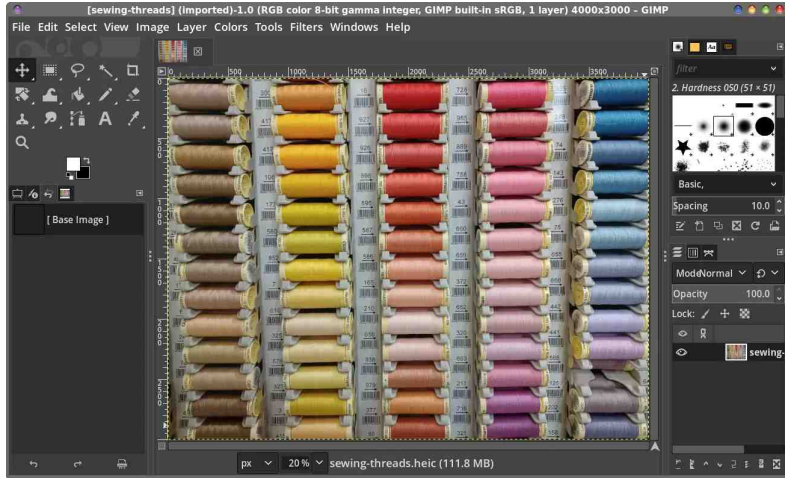 [sewing-threads] (imported)-1.0 (RGB color 8-bit gamma integer, GIMP built-in sRGB, 1 layer) 4000x3000 – GIMP
File Edit Select View Image Layer Colors Tools Filters Windows Help
0 500 1000 1500 2000 2500 3000 3500
filter
2. Hardness 050 (51 × 51)
Basic,
Spacing 10.0
[ Base Image ]
Mode Normal
Opacity 100.0
Lock:
sewing-
px 20 % sewing-threads.heic (111.8 MB)